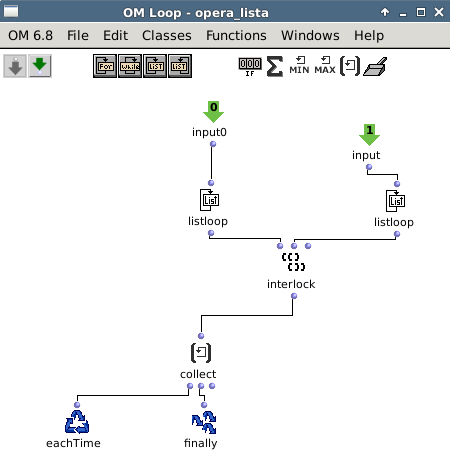 OM Loop - opera_lista
OM 6.8 File Edit Classes Functions Windows Help
For While List List
000 IF Σ MIN MAX
0
input0
1
input
List
listloop
List
listloop
interlock
collect
eachTime
finally